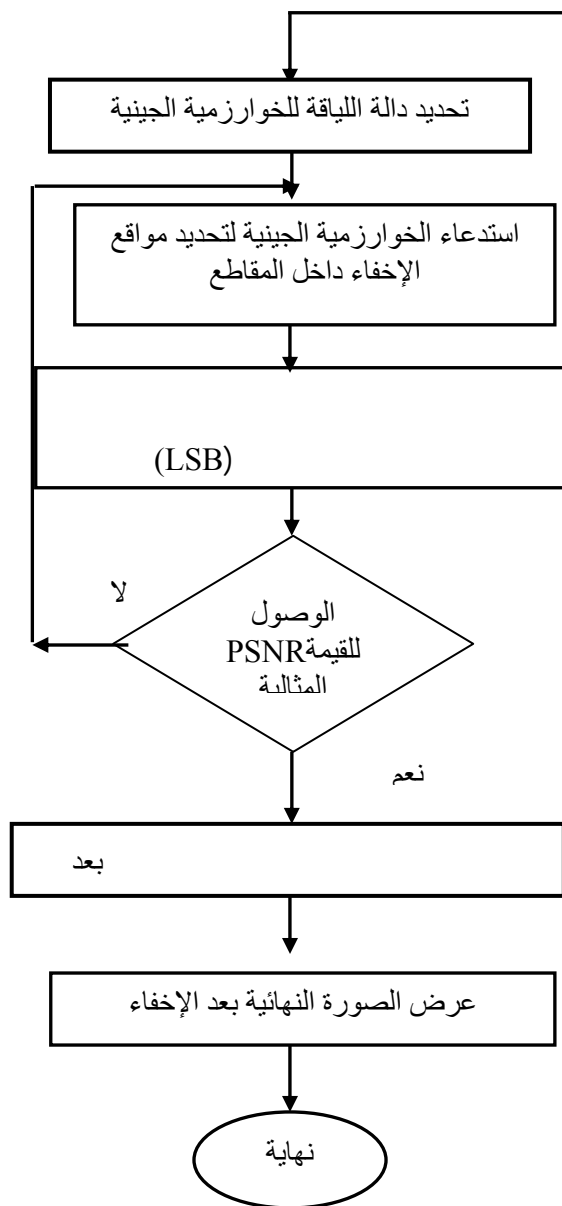 تحديد دالة اللياقة للخوارزمية الجينية
استدعاء الخوارزمية الجينية لتحديد مواقع
الإخفاء داخل المقاطع
(LSB)
لا
الوصول
للقيمةPSNR
المثالية
نعم
بعد
عرض الصورة النهائية بعد الإخفاء
نهاية